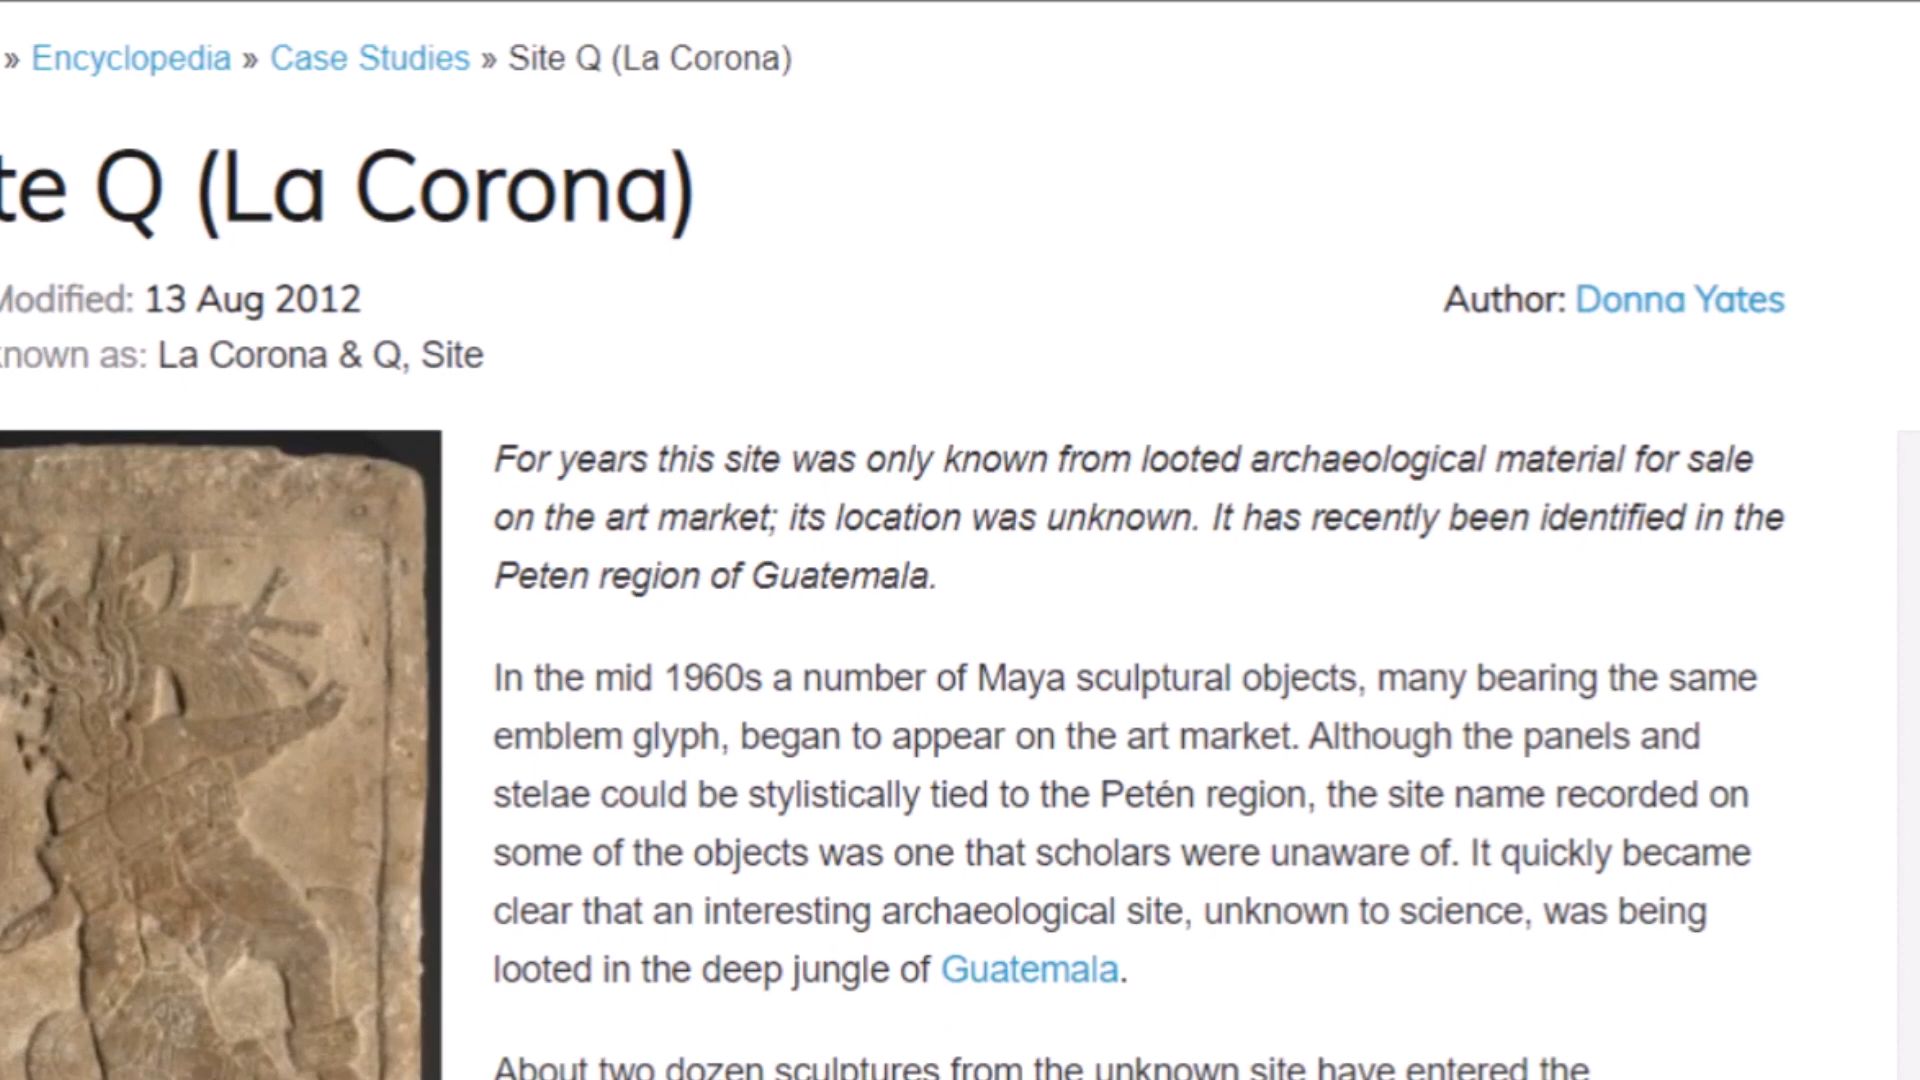 » Encyclopedia » Case Studies » Site Q (La Corona)
te Q (La Corona)
Modified: 13 Aug 2012
Author: Donna Yates
known as: La Corona & Q, Site
For years this site was only known from looted archaeological material for sale
on the art market; its location was unknown. It has recently been identified in the
Peten region of Guatemala.
In the mid 1960s a number of Maya sculptural objects, many bearing the same
emblem glyph, began to appear on the art market. Although the panels and
stelae could be stylistically tied to the Petén region, the site name recorded on
some of the objects was one that scholars were unaware of. It quickly became
clear that an interesting archaeological site, unknown to science, was being
looted in the deep jungle of Guatemala.
About two dozen sculptures from the unknown site have entered the